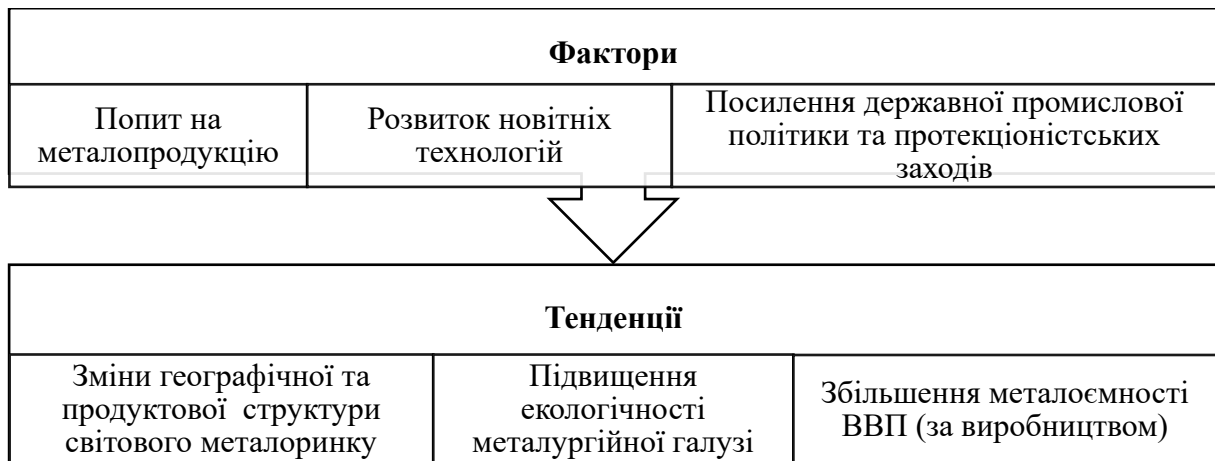 Фактори
Попит на
металопродукцію
Розвиток новітніх
технологій
Посилення державної промислової
політики та протекціоністських
заходів
Тенденції
Зміни географічної та
продуктової структури
світового металоринку
Підвищення
екологічності
металургійної галузі
Збільшення металоємності
ВВП (за виробництвом)